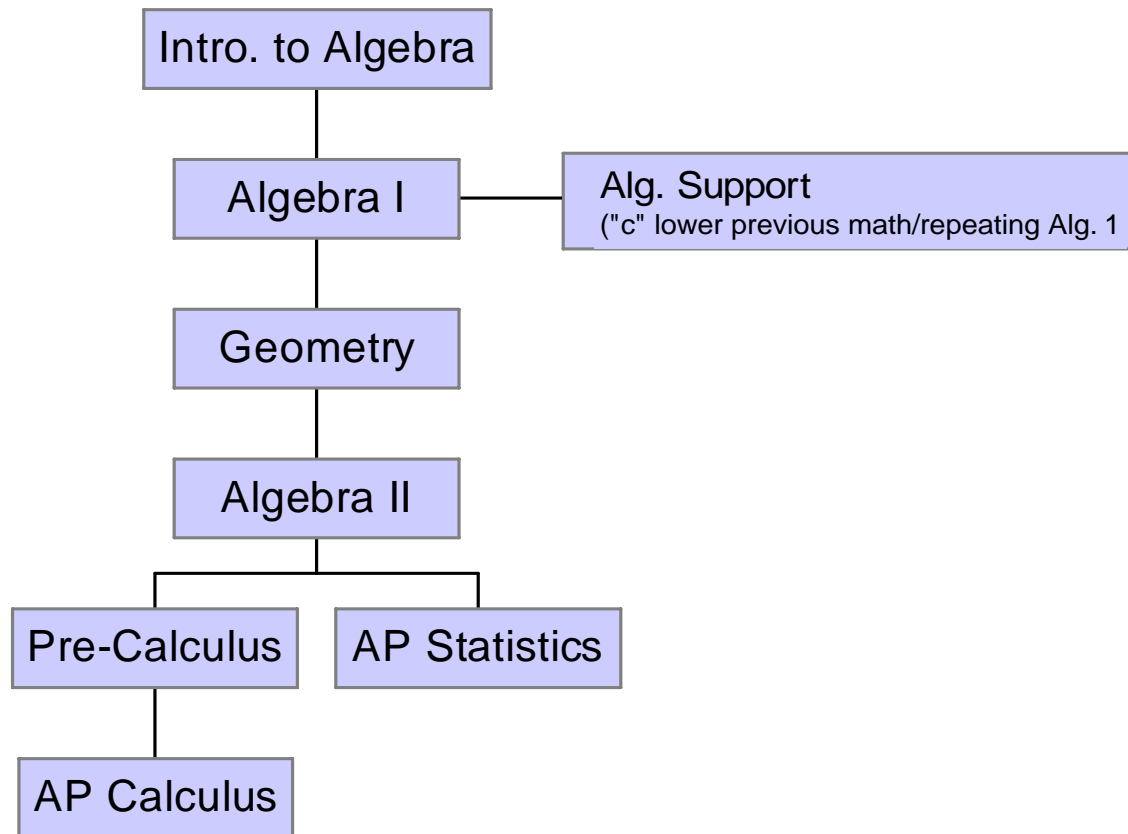 Intro. to Algebra
Algebra I
Alg. Support
("c" lower previous math/repeating Alg. 1
Geometry
Algebra II
Pre-Calculus
AP Statistics
AP Calculus